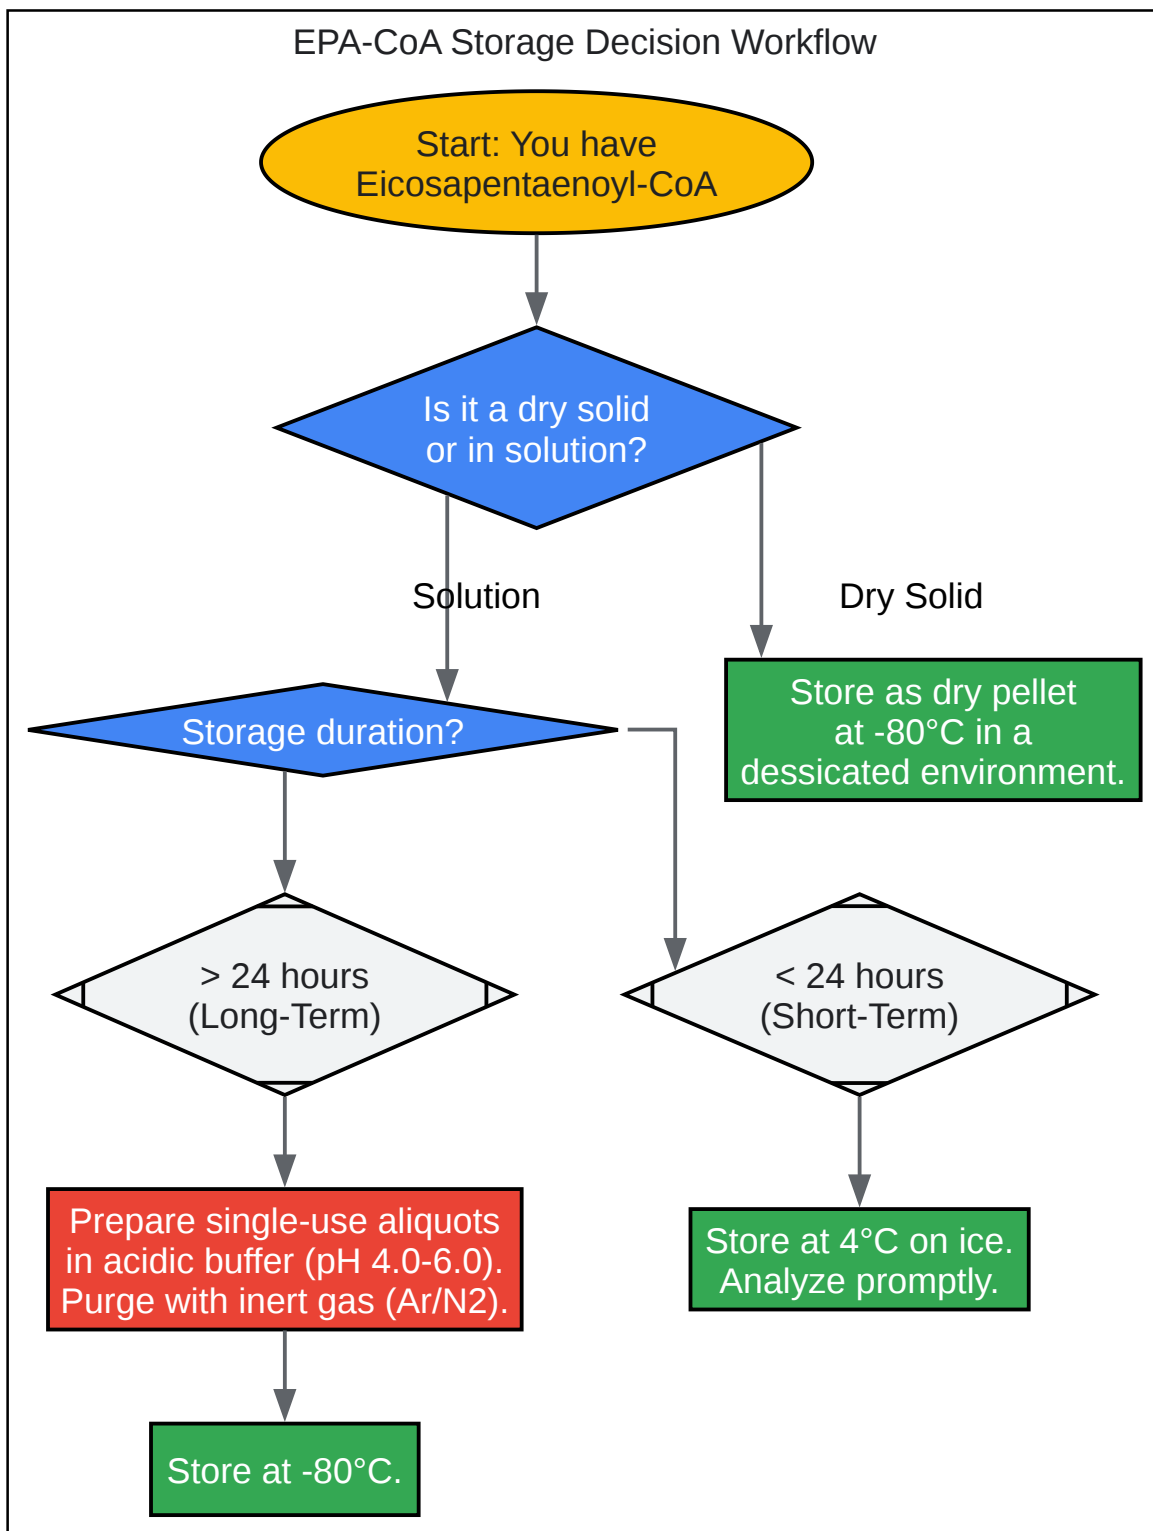 EPA-CoA Storage Decision Workflow
Start: You have
Eicosapentaenoyl-CoA
Is it a dry solid
or in solution?
Solution
Dry Solid
Store as dry pellet
at -80°C in a
dessicated environment.
Storage duration?
> 24 hours
(Long-Term)
< 24 hours
(Short-Term)
Prepare single-use aliquots
in acidic buffer (pH 4.0-6.0).
Purge with inert gas (Ar/N2).
Store at 4°C on ice.
Analyze promptly.
Store at -80°C.